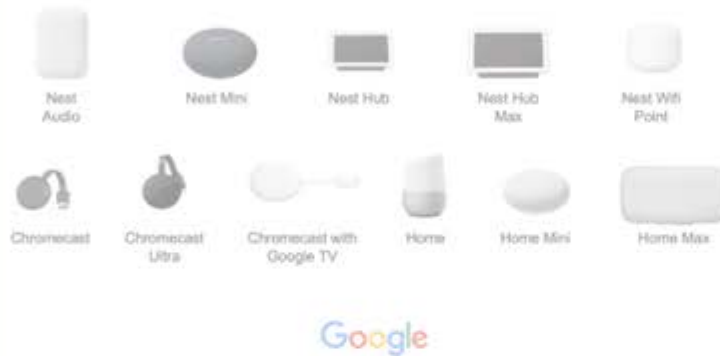 Nest
Audio
Nest Mini
Nest Hub
Nest Hub
Max
Nest Wifi
Point
Chromecast
Chromecast
Ultra
Chromecast with
Google TV
Home
Home Mini
Home Max
Google